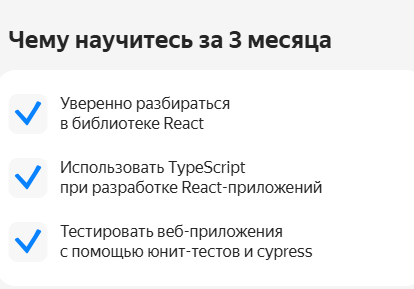 Чему научитесь за 3 месяца
Уверенно разбираться
в библиотеке React
Использовать TypeScript
при разработке React-приложений
Тестировать веб-приложения
с помощью юнит-тестов и cypress